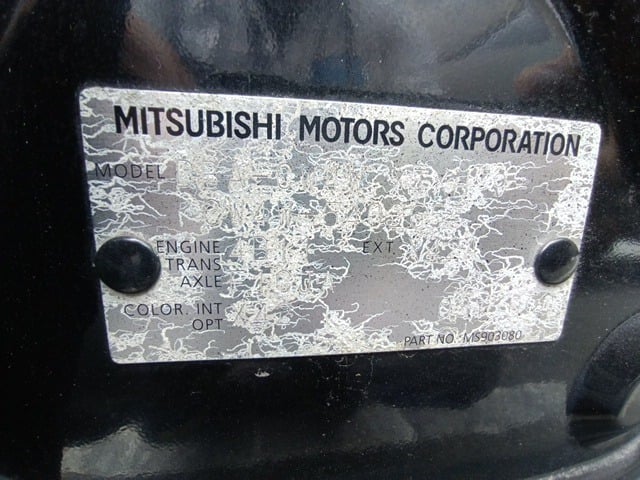 MITSUBISHI MOTORS CORPORATION
MODEL
ENGINE EXT
TRANS
AXLE
COLOR. INT
OPT
PART NO. MS903080